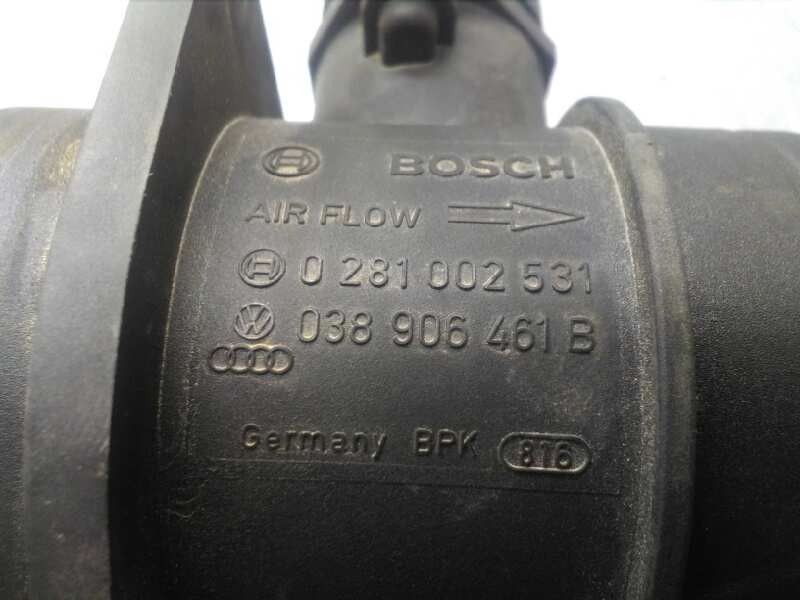 BOSCH
AIR FLOW
0 281 002 531
038 906 461 B
Germany BPK 8T6